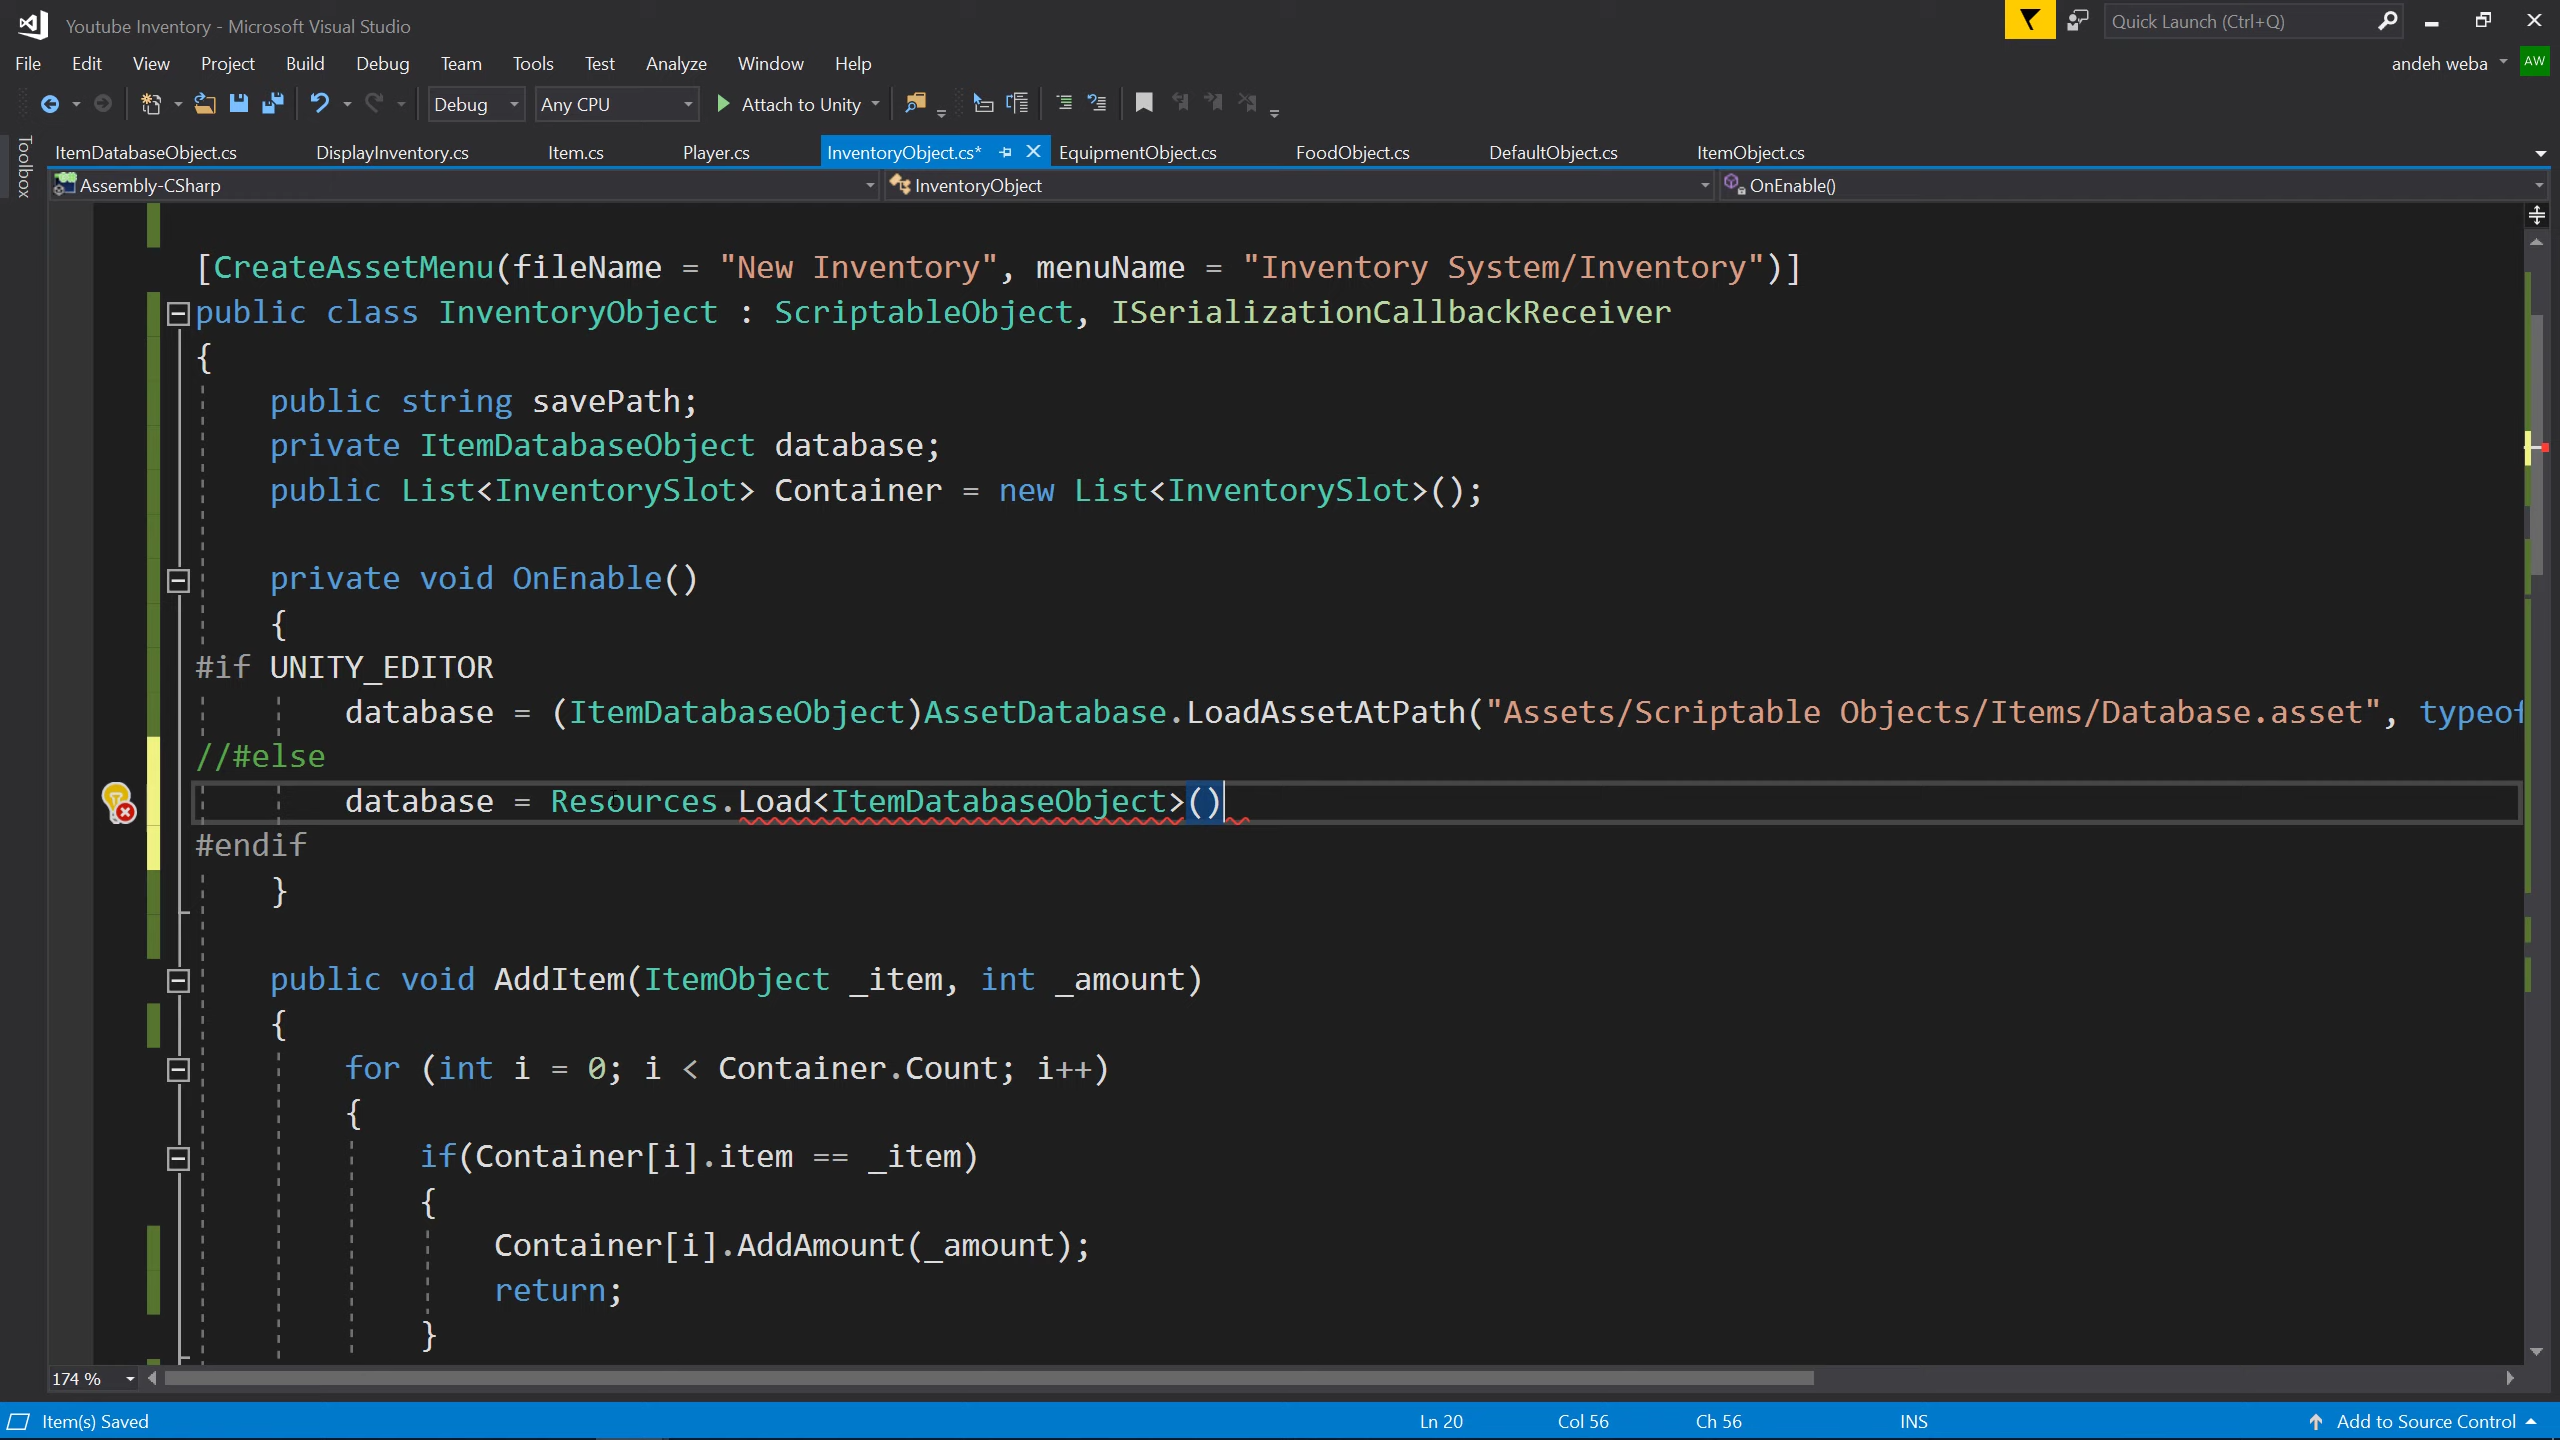 Youtube Inventory - Microsoft Visual Studio
Quick Launch (Ctrl+Q)
File Edit View Project Build Debug Team Tools Test Analyze Window Help
andeh weba AW
Debug Any CPU Attach to Unity
Toolbox
ItemDatabaseObject.cs DisplayInventory.cs Item.cs Player.cs InventoryObject.cs* EquipmentObject.cs FoodObject.cs DefaultObject.cs ItemObject.cs
Assembly-CSharp InventoryObject OnEnable()
[CreateAssetMenu(fileName = "New Inventory", menuName = "Inventory System/Inventory")]
public class InventoryObject : ScriptableObject, ISerializationCallbackReceiver
{
public string savePath;
private ItemDatabaseObject database;
public List<InventorySlot> Container = new List<InventorySlot>();
private void OnEnable()
{
#if UNITY_EDITOR
database = (ItemDatabaseObject)AssetDatabase.LoadAssetAtPath("Assets/Scriptable Objects/Items/Database.asset", typeof
//#else
database = Resources.Load<ItemDatabaseObject>()
#endif
}
public void AddItem(ItemObject _item, int _amount)
{
for (int i = 0; i < Container.Count; i++)
{
if(Container[i].item == _item)
{
Container[i].AddAmount(_amount);
return;
}
174 %
Item(s) Saved Ln 20 Col 56 Ch 56 INS Add to Source Control